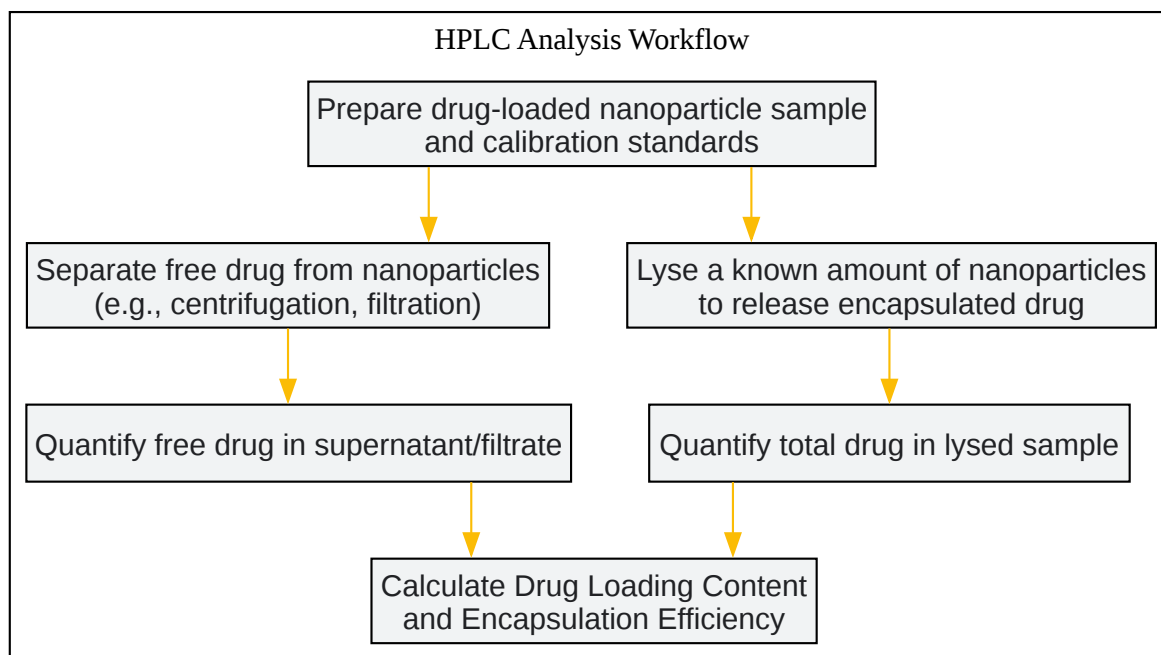 HPLC Analysis Workflow
Prepare drug-loaded nanoparticle sample
and calibration standards
Separate free drug from nanoparticles
(e.g., centrifugation, filtration)
Lyse a known amount of nanoparticles
to release encapsulated drug
Quantify free drug in supernatant/filtrate
Quantify total drug in lysed sample
Calculate Drug Loading Content
and Encapsulation Efficiency